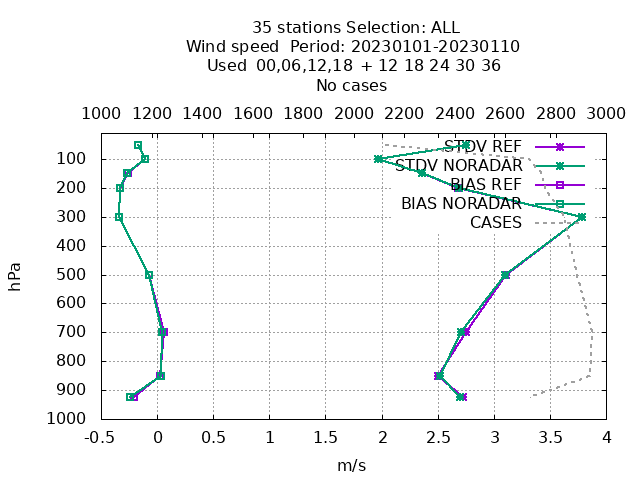 35 stations Selection: ALL
Wind speed  Period: 20230101-20230110
Used  00,06,12,18 + 12 18 24 30 36
No cases
1000 1200 1400 1600 1800 2000 2200 2400 2600 2800 3000
STDV REF
STDV NORADAR
BIAS REF
BIAS NORADAR
CASES
100
200
300
400
500
600
700
800
900
1000
hPa
-0.5 0 0.5 1 1.5 2 2.5 3 3.5 4
m/s